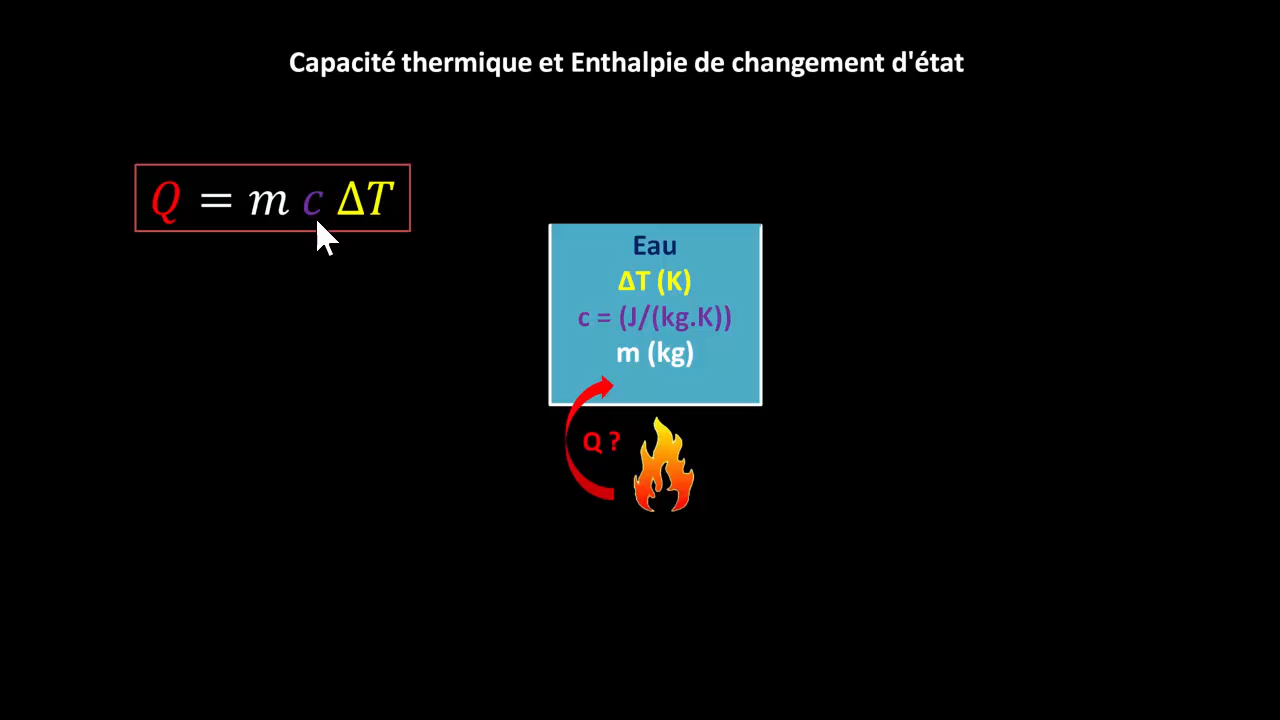 Capacité thermique et Enthalpie de changement d'état
Q = m c ΔT
Eau
ΔT (K)
c = (J/(kg.K))
m (kg)
Q ?